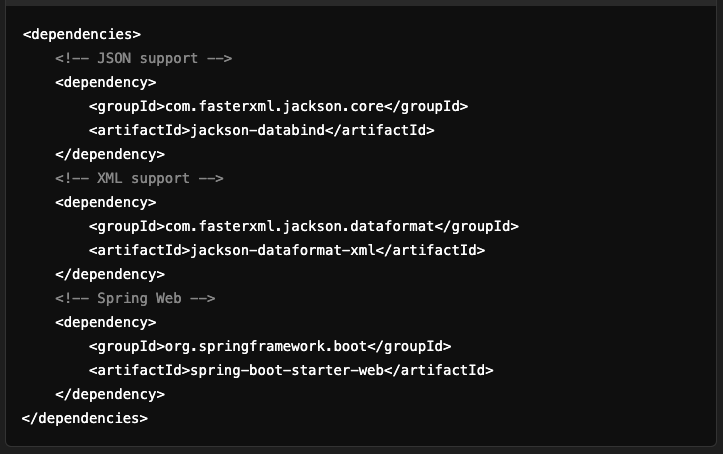 <dependencies>
    <!-- JSON support -->
    <dependency>
        <groupId>com.fasterxml.jackson.core</groupId>
        <artifactId>jackson-databind</artifactId>
    </dependency>
    <!-- XML support -->
    <dependency>
        <groupId>com.fasterxml.jackson.dataformat</groupId>
        <artifactId>jackson-dataformat-xml</artifactId>
    </dependency>
    <!-- Spring Web -->
    <dependency>
        <groupId>org.springframework.boot</groupId>
        <artifactId>spring-boot-starter-web</artifactId>
    </dependency>
</dependencies>